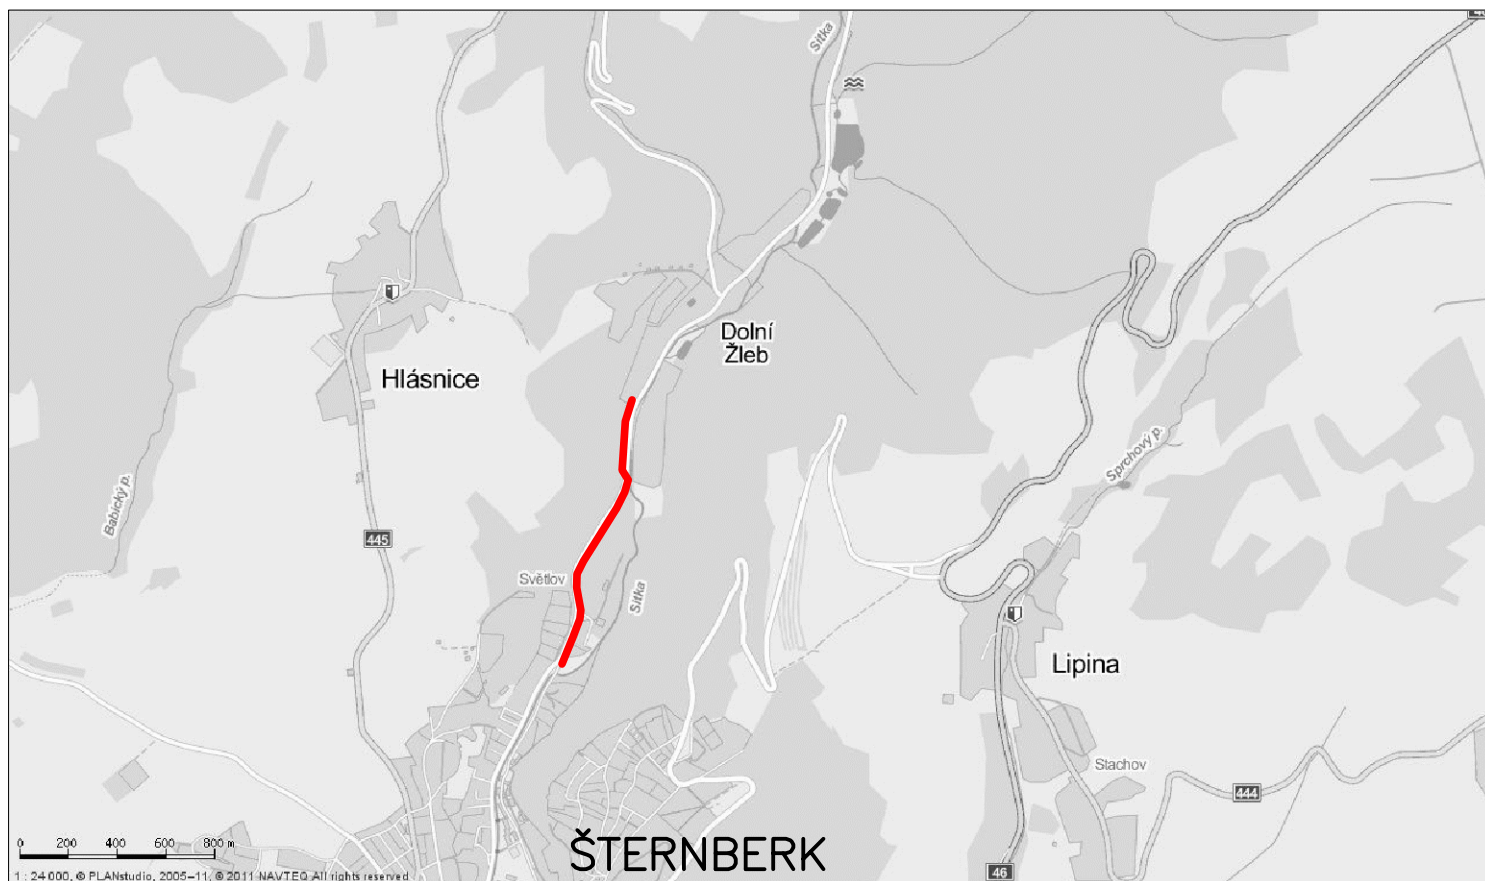 Sitka
Dolní
Žleb
Hlásnice
Babický p.
Sprchový p.
445
Světlov
Sitka
Lipina
Stachov
444
0 200 400 600 800 m
ŠTERNBERK
46
1 : 24 000, © PLANstudio, 2005–11, © 2011 NAVTEQ All rights reserved